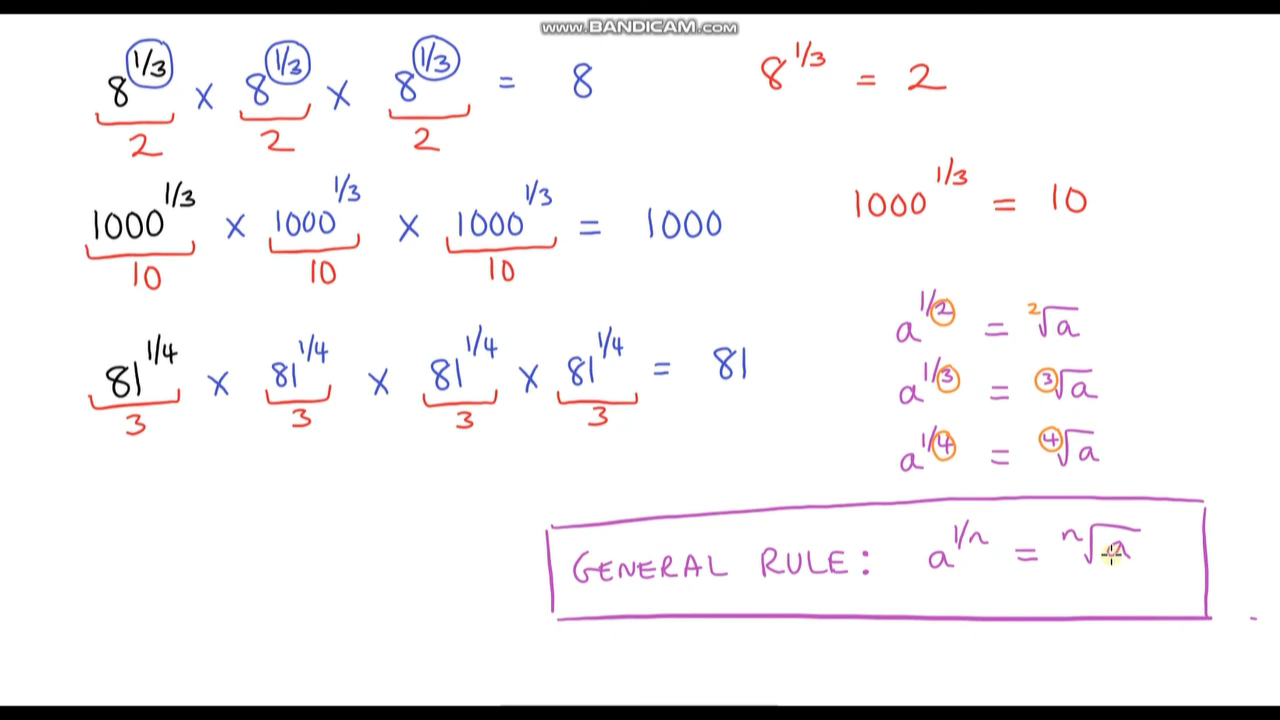 www.BANDICAM.com
8^(1/3) × 8^(1/3) × 8^(1/3) = 8
2 2 2
8^(1/3) = 2
1000^(1/3) × 1000^(1/3) × 1000^(1/3) = 1000
10 10 10
1000^(1/3) = 10
81^(1/4) × 81^(1/4) × 81^(1/4) × 81^(1/4) = 81
3 3 3 3
a^(1/2) = ²√a
a^(1/3) = ³√a
a^(1/4) = ⁴√a
GENERAL RULE: a^(1/n) = ⁿ√a